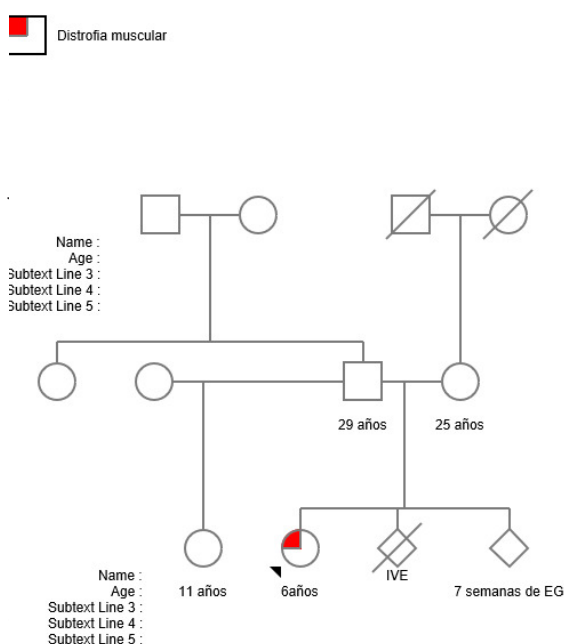 Distrofia muscular
Name :
Age :
Subtext Line 3 :
Subtext Line 4 :
Subtext Line 5 :
29 años
25 años
IVE
Name :
Age :
11 años
6años
7 semanas de EG
Subtext Line 3 :
Subtext Line 4 :
Subtext Line 5 :